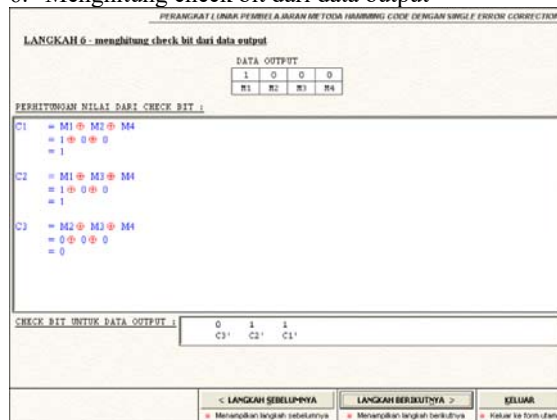 6. Menghitung check bit dari data output
PERANGKAT LUNAK PEMBELAJARAN METODA HAMMING CODE DENGAN SINGLE ERROR CORRECTION
LANGKAH 6 - menghitung check bit dari data output
DATA OUTPUT
1 0 0 0
M1 M2 M3 M4
PERHITUNGAN NILAI DARI CHECK BIT :
C1 = M1 ⊕ M2 ⊕ M4
= 1 ⊕ 0 ⊕ 0
= 1
C2 = M1 ⊕ M3 ⊕ M4
= 1 ⊕ 0 ⊕ 0
= 1
C3 = M2 ⊕ M3 ⊕ M4
= 0 ⊕ 0 ⊕ 0
= 0
CHECK BIT UNTUK DATA OUTPUT :
0 1 1
C3' C2' C1'
< LANGKAH SEBELUMNYA LANGKAH BERIKUTNYA > KELUAR
Menampilkan langkah sebelumnya Menampilkan langkah berikutnya Keluar ke form utama